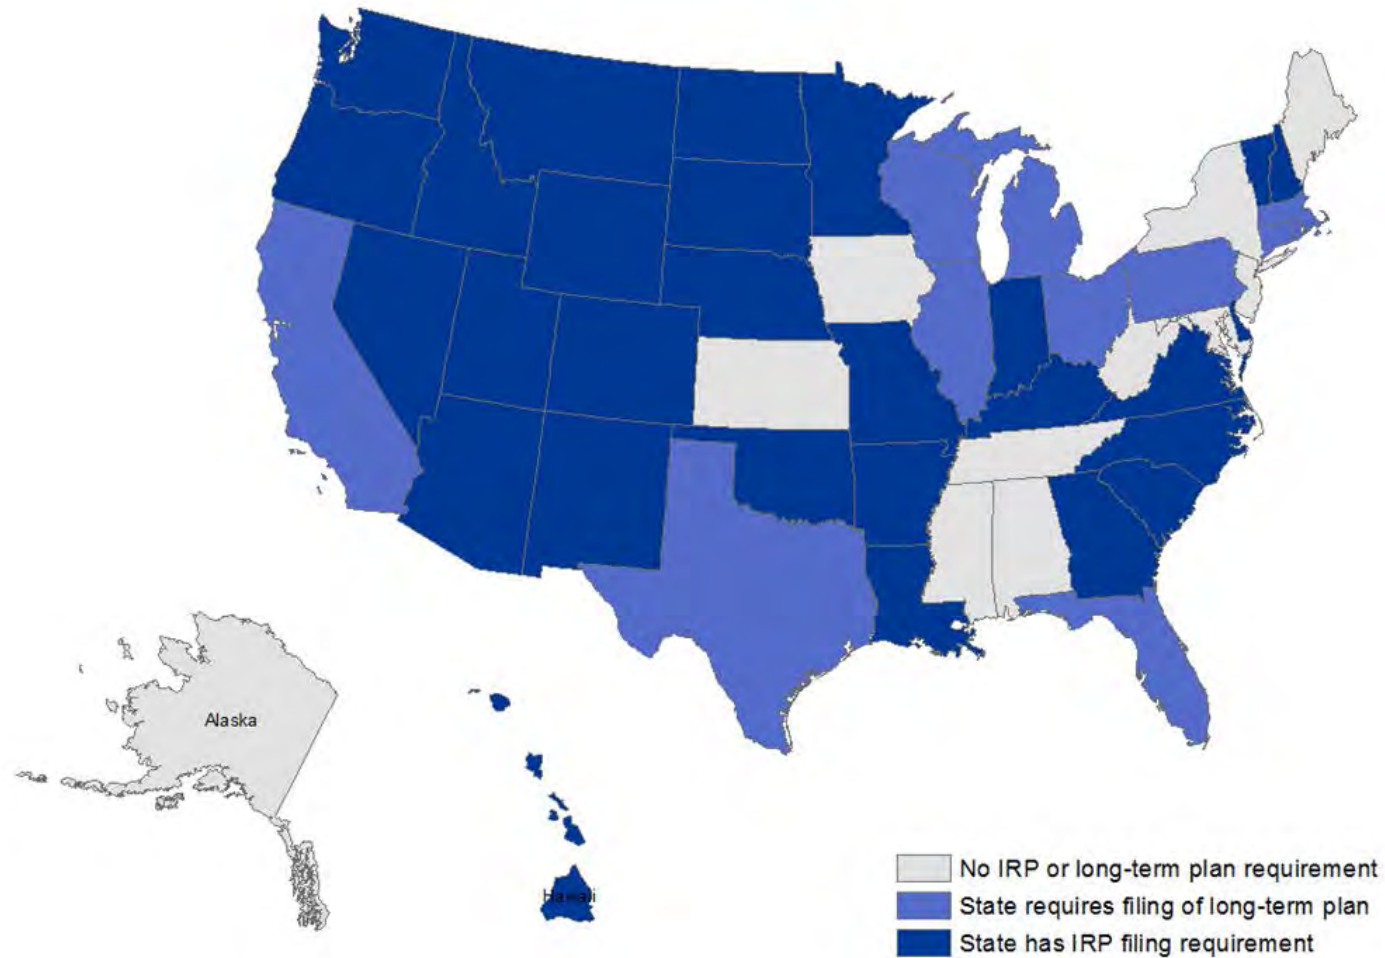 Alaska
Hawaii
No IRP or long-term plan requirement
State requires filing of long-term plan
State has IRP filing requirement